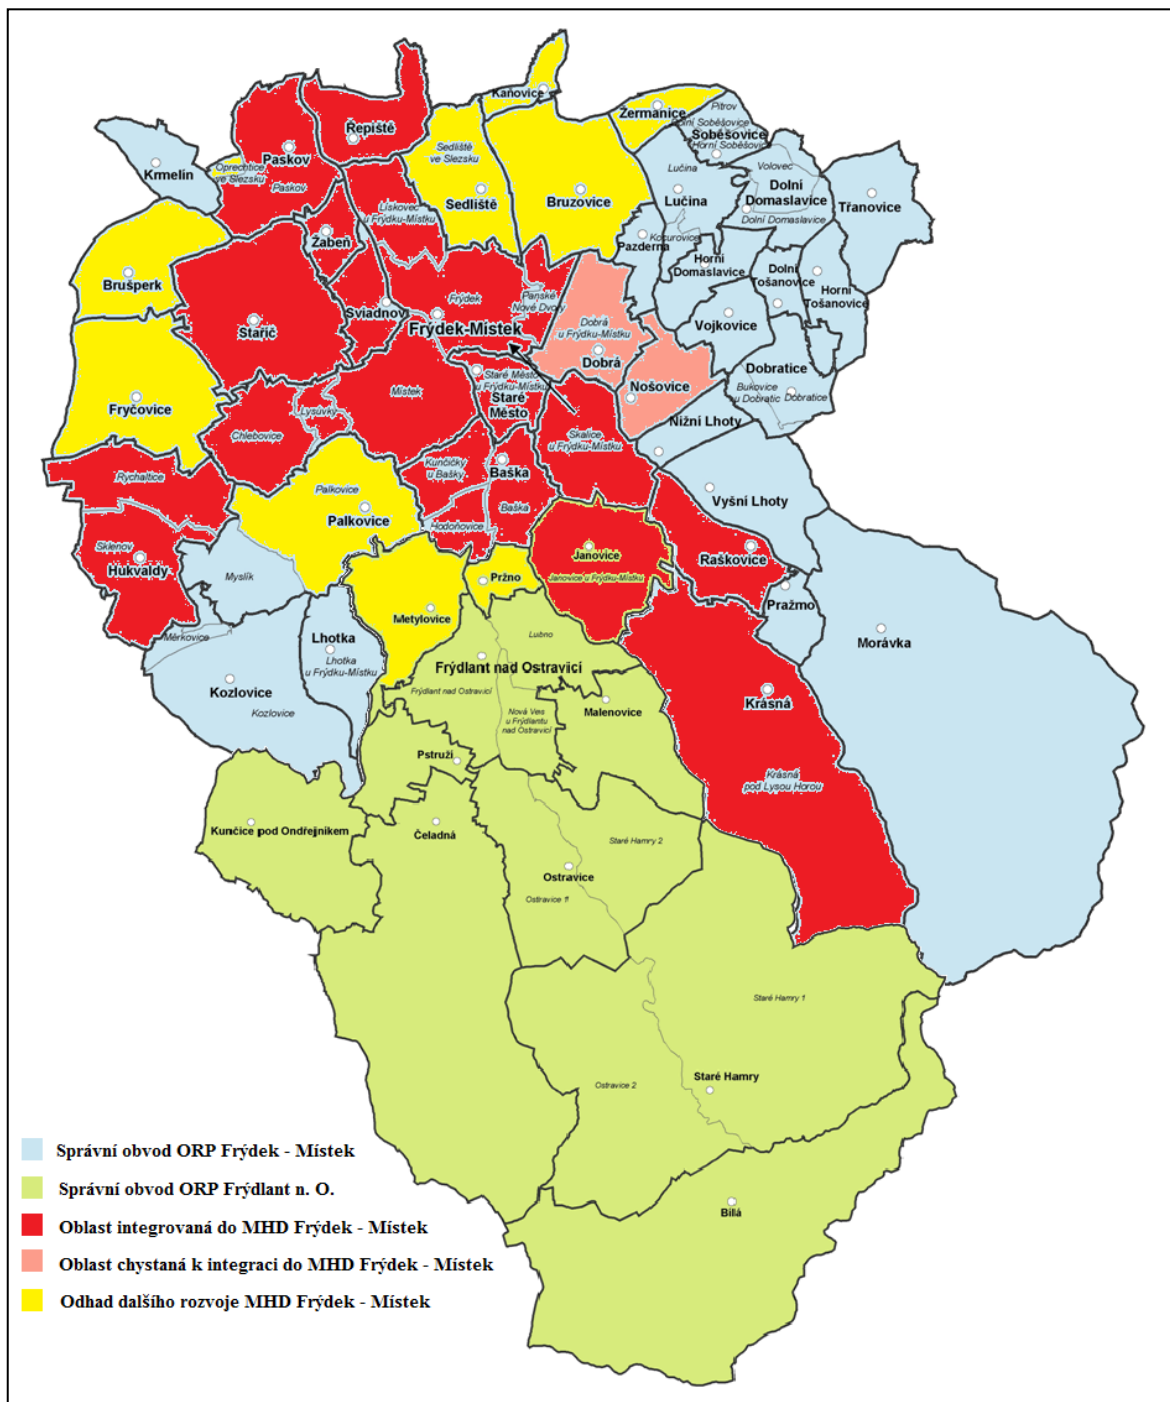 Kaňovice
Žermanice
Pitrov
Dolní Soběšovice
Soběšovice
Horní Soběšovice
Řepiště
Paskov
Krmelín
Oprechtice
ve Slezsku
Paskov
Sedliště
ve Slezsku
Sedliště
Bruzovice
Lučina
Lučina
Volovec
Dolní
Domaslavice
Dolní Domaslavice
Třanovice
Lískovec
u Frýdku-Místku
Žabeň
Pazderna
Kocurovice
Horní
Domaslavice
Dolní
Tošanovice
Horní
Tošanovice
Brušperk
Stařič
Sviadnov
Frýdek
Frýdek-Místek
Panské
Nové Dvory
Dobrá
u Frýdku-Místku
Dobrá
Vojkovice
Dobratice
Bukovice
u Dobratic
Dobratice
Nošovice
Nižní Lhoty
Fryčovice
Chlebovice
Lysůvky
Místek
Staré Město
u Frýdku-Místku
Staré
Město
Skalice
u Frýdku-Místku
Rychaltice
Palkovice
Palkovice
Kunčičky
u Bašky
Baška
Baška
Hodoňovice
Vyšní Lhoty
Sklenov
Hukvaldy
Myslík
Janovice
Janovice u Frýdku-Místku
Raškovice
Pržno
Pražmo
Metylovice
Měrkovice
Lhotka
Lhotka
u Frýdku-Místku
Kozlovice
Kozlovice
Lubno
Frýdlant nad Ostravicí
Frýdlant nad Ostravicí
Nová Ves
u Frýdlantu
nad Ostravicí
Malenovice
Morávka
Krásná
Krásná
pod Lysou Horou
Pstruží
Kunčice pod Ondřejníkem
Čeladná
Staré Hamry 2
Ostravice
Ostravice 1
Staré Hamry 1
Ostravice 2
Staré Hamry
Bílá
Správní obvod ORP Frýdek - Místek
Správní obvod ORP Frýdlant n. O.
Oblast integrovaná do MHD Frýdek - Místek
Oblast chystaná k integraci do MHD Frýdek - Místek
Odhad dalšího rozvoje MHD Frýdek - Místek